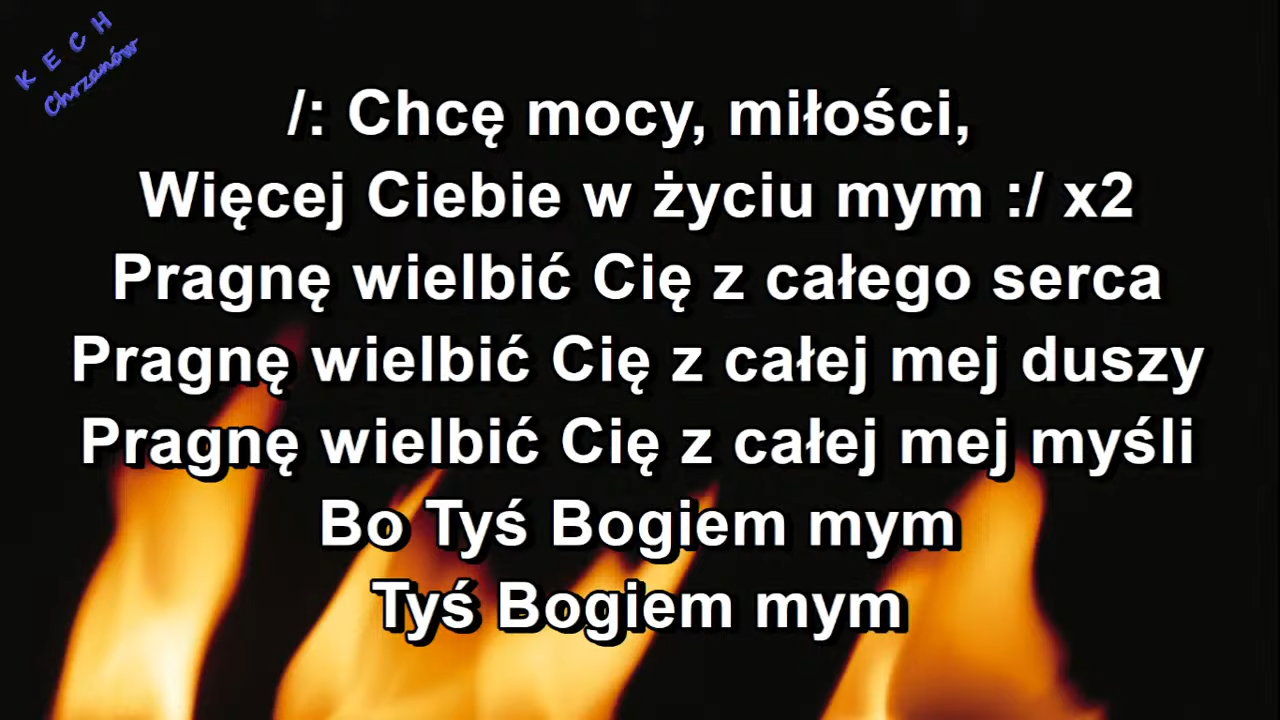 K E C H
Chrzanów
/: Chcę mocy, miłości,
Więcej Ciebie w życiu mym :/ x2
Pragnę wielbić Cię z całego serca
Pragnę wielbić Cię z całej mej duszy
Pragnę wielbić Cię z całej mej myśli
Bo Tyś Bogiem mym
Tyś Bogiem mym